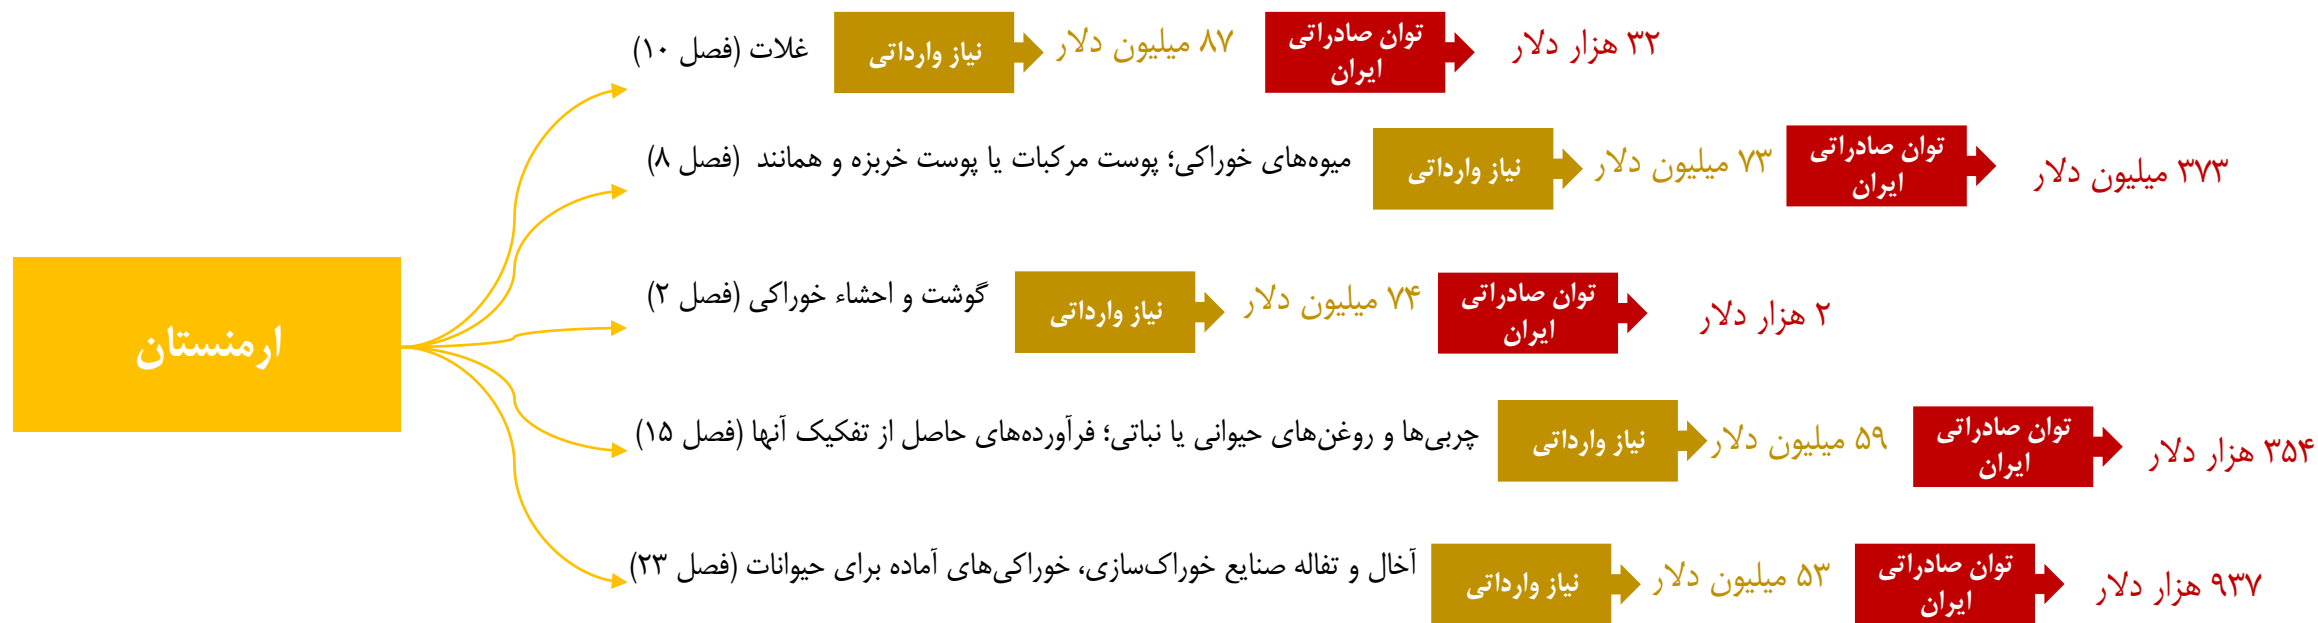 ارمنستان
غلات (فصل ۱۰)
نیاز وارداتی
۸۷ میلیون دلار
توان صادراتی
ایران
۳۲ هزار دلار
میوه‌های خوراکی؛ پوست مرکبات یا پوست خربزه و همانند (فصل ۸)
نیاز وارداتی
۷۳ میلیون دلار
توان صادراتی
ایران
۳۷۳ میلیون دلار
گوشت و احشاء خوراکی (فصل ۲)
نیاز وارداتی
۷۴ میلیون دلار
توان صادراتی
ایران
۲ هزار دلار
چربی‌ها و روغن‌های حیوانی یا نباتی؛ فرآورده‌های حاصل از تفکیک آنها (فصل ۱۵)
نیاز وارداتی
۵۹ میلیون دلار
توان صادراتی
ایران
۳۵۴ هزار دلار
آخال و تفاله صنایع خوراک‌سازی، خوراکی‌های آماده برای حیوانات (فصل ۲۳)
نیاز وارداتی
۵۳ میلیون دلار
توان صادراتی
ایران
۹۳۷ هزار دلار